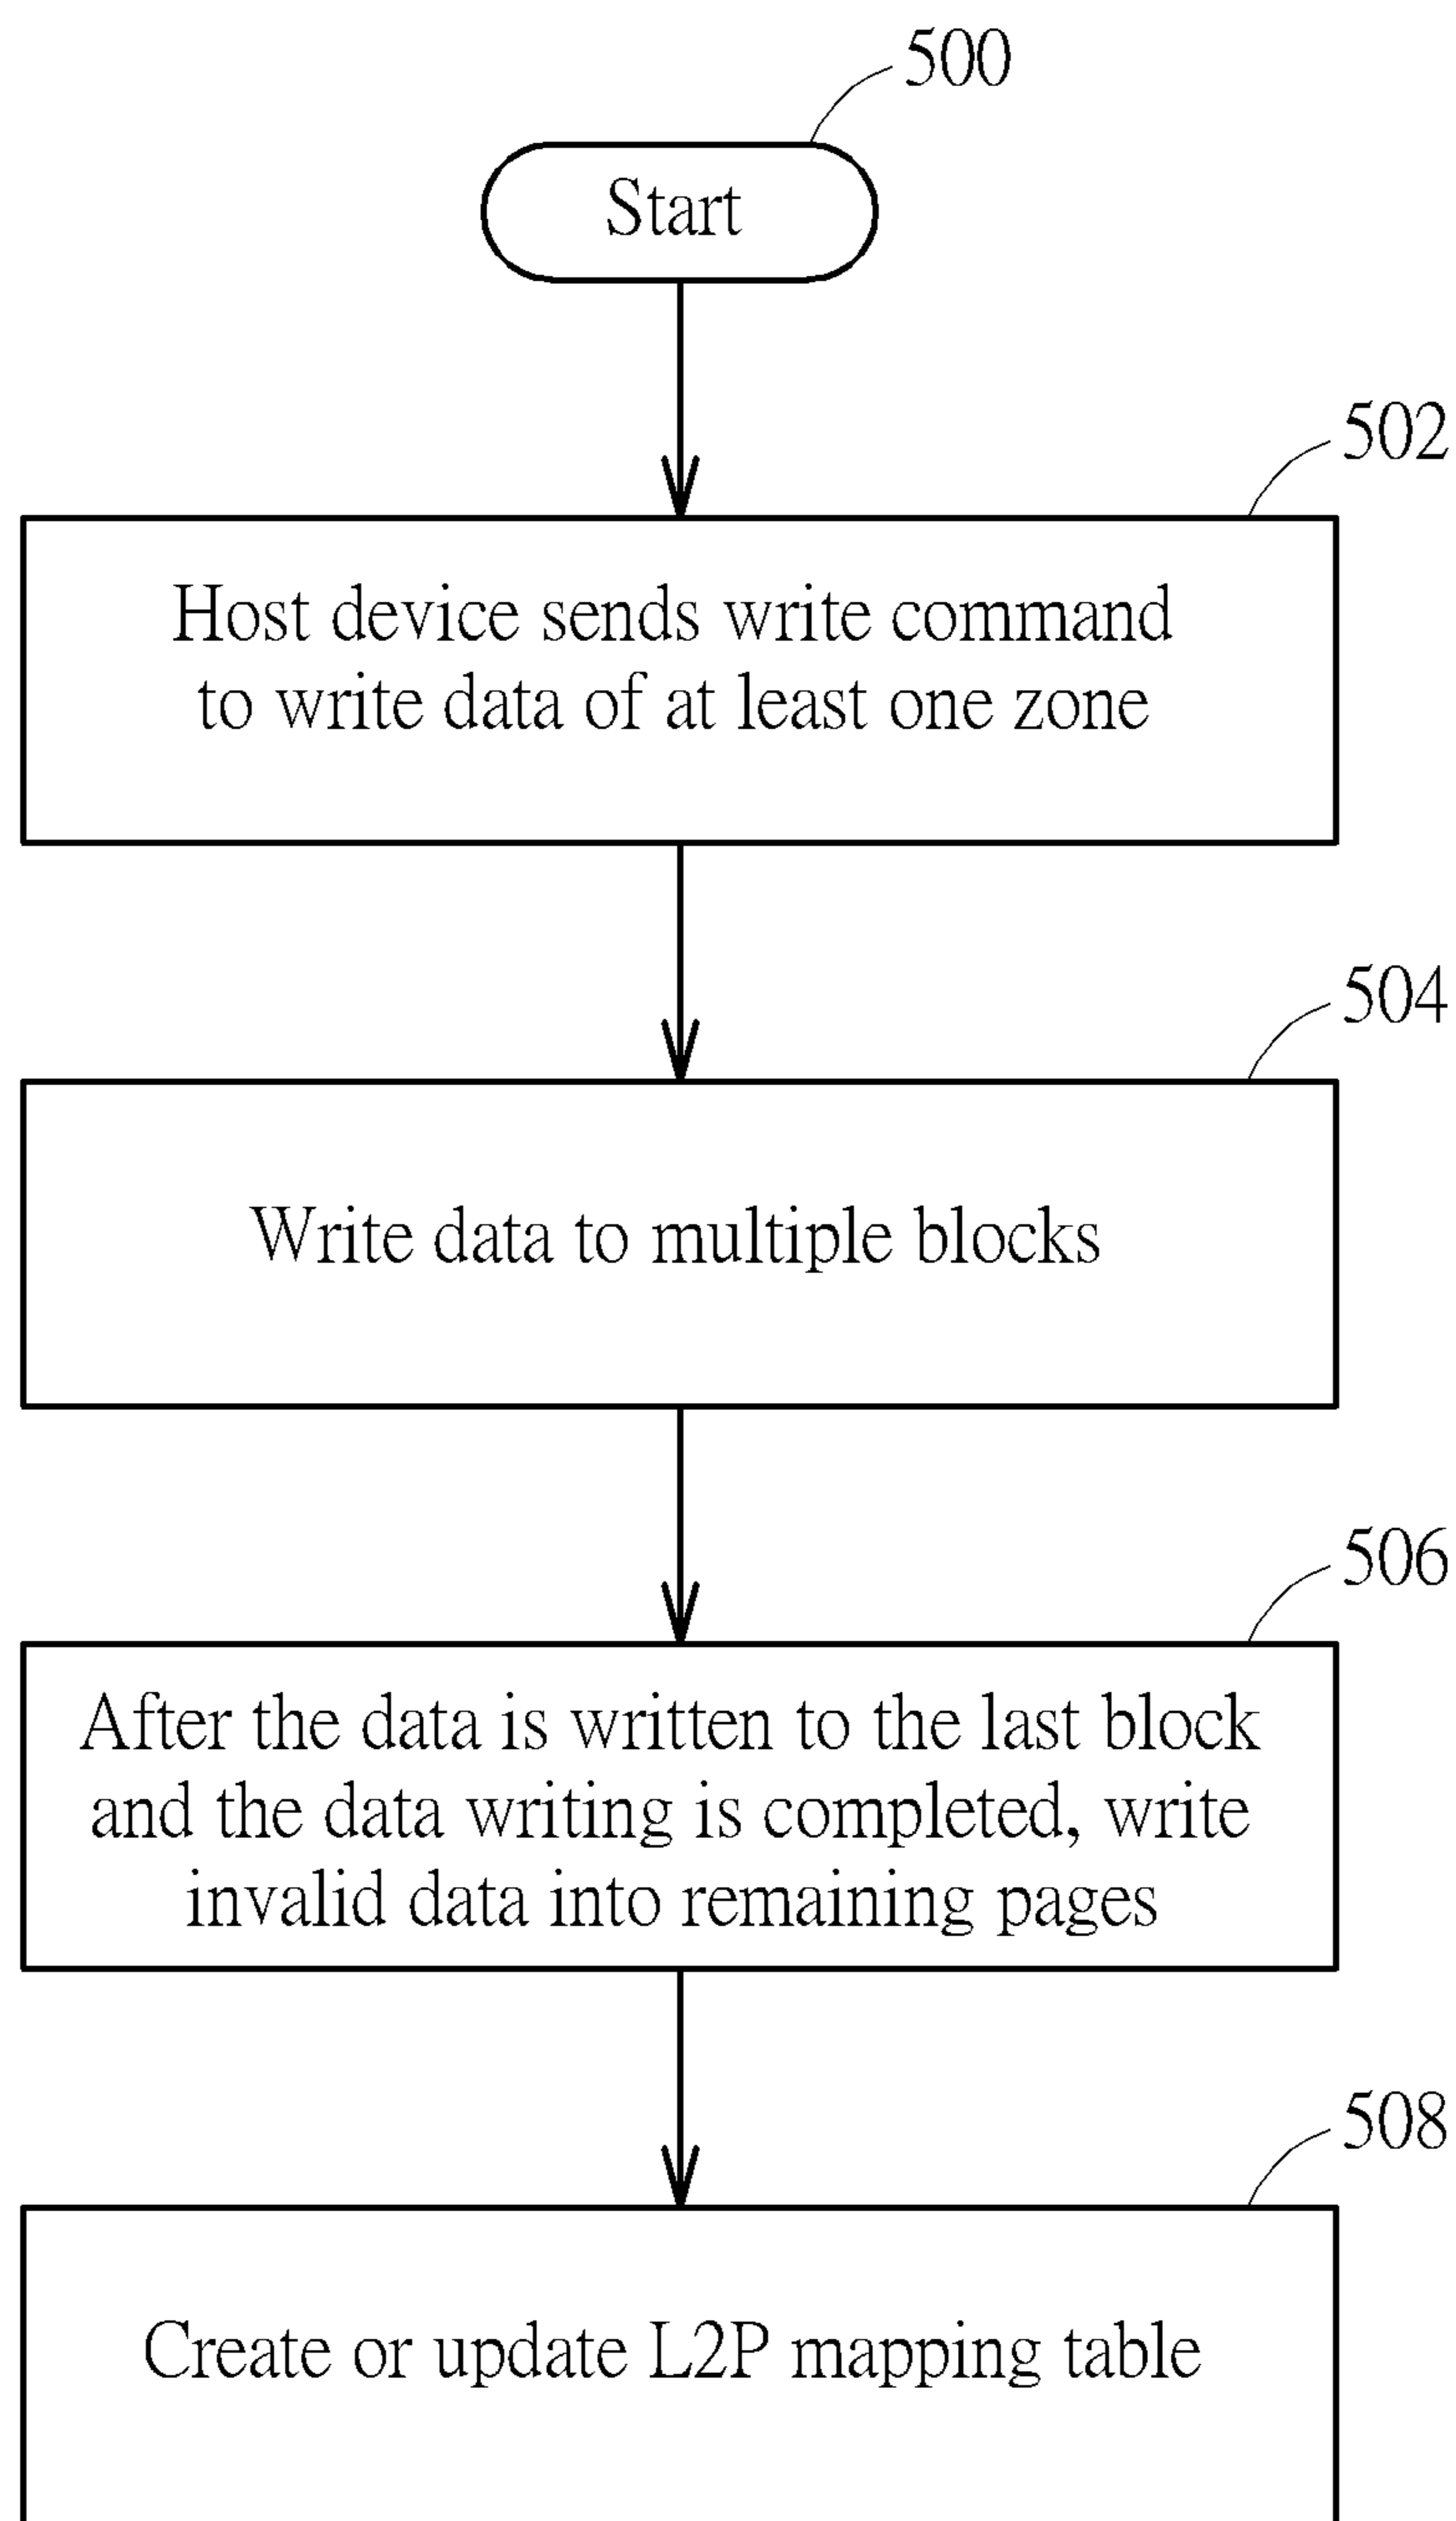 500
Start
502
Host device sends write command
to write data of at least one zone
504
Write data to multiple blocks
506
After the data is written to the last block
and the data writing is completed, write
invalid data into remaining pages
508
Create or update L2P mapping table